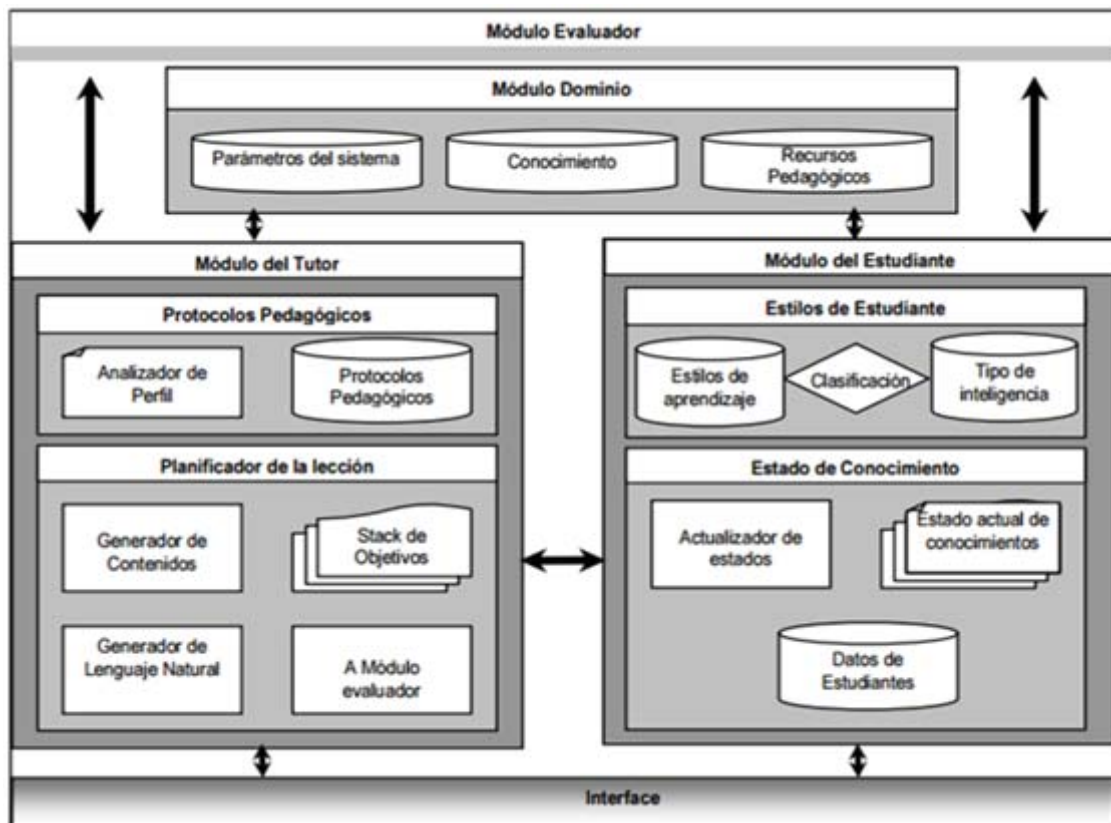 Módulo Evaluador
Módulo Dominio
Parámetros del sistema
Conocimiento
Recursos
Pedagógicos
Módulo del Tutor
Protocolos Pedagógicos
Analizador de
Perfil
Protocolos
Pedagógicos
Planificador de la lección
Generador de
Contenidos
Stack de
Objetivos
Generador de
Lenguaje Natural
A Módulo
evaluador
Módulo del Estudiante
Estilos de Estudiante
Estilos de
aprendizaje
Clasificación
Tipo de
inteligencia
Estado de Conocimiento
Actualizador de
estados
Estado actual de
conocimientos
Datos de
Estudiantes
Interface